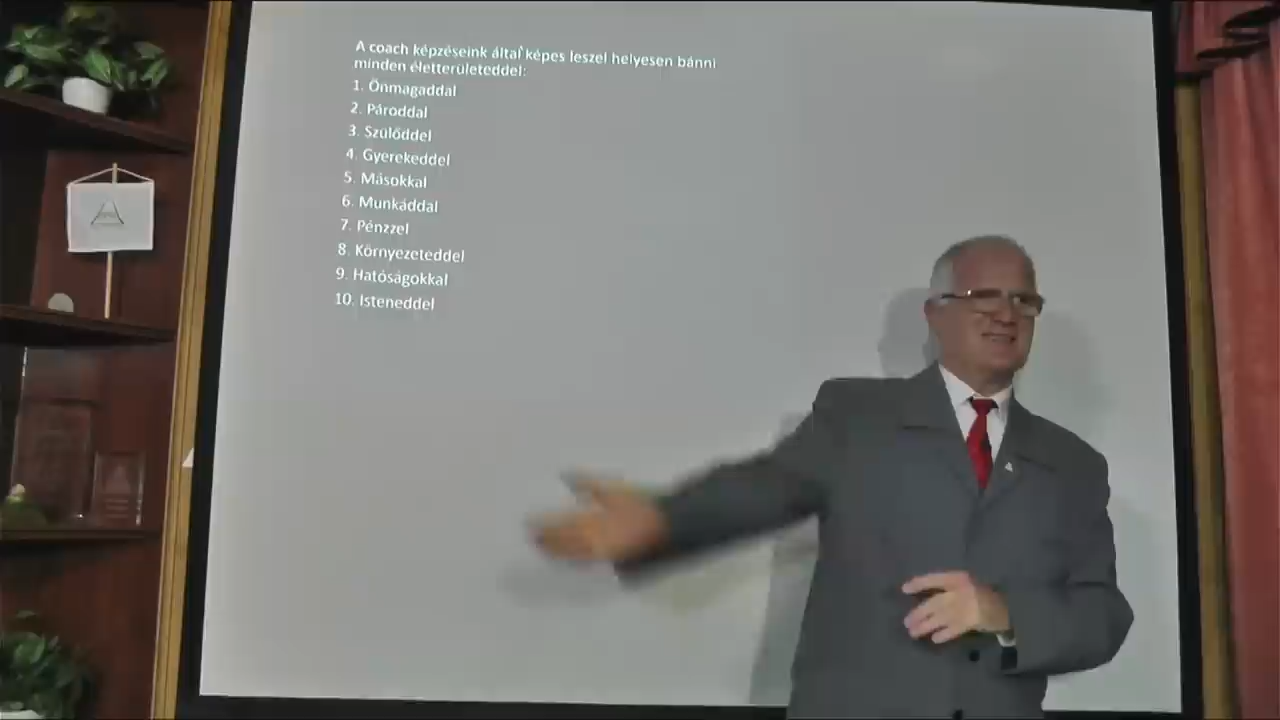 A coach képzéseink által képes leszel helyesen bánni
minden életterületeddel:
1. Önmagaddal
2. Pároddal
3. Szülőddel
4. Gyerekeddel
5. Másokkal
6. Munkáddal
7. Pénzzel
8. Környezeteddel
9. Hatóságokkal
10. Isteneddel